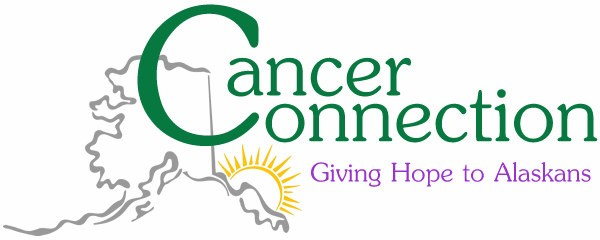 Cancer
Connection
Giving Hope to Alaskans